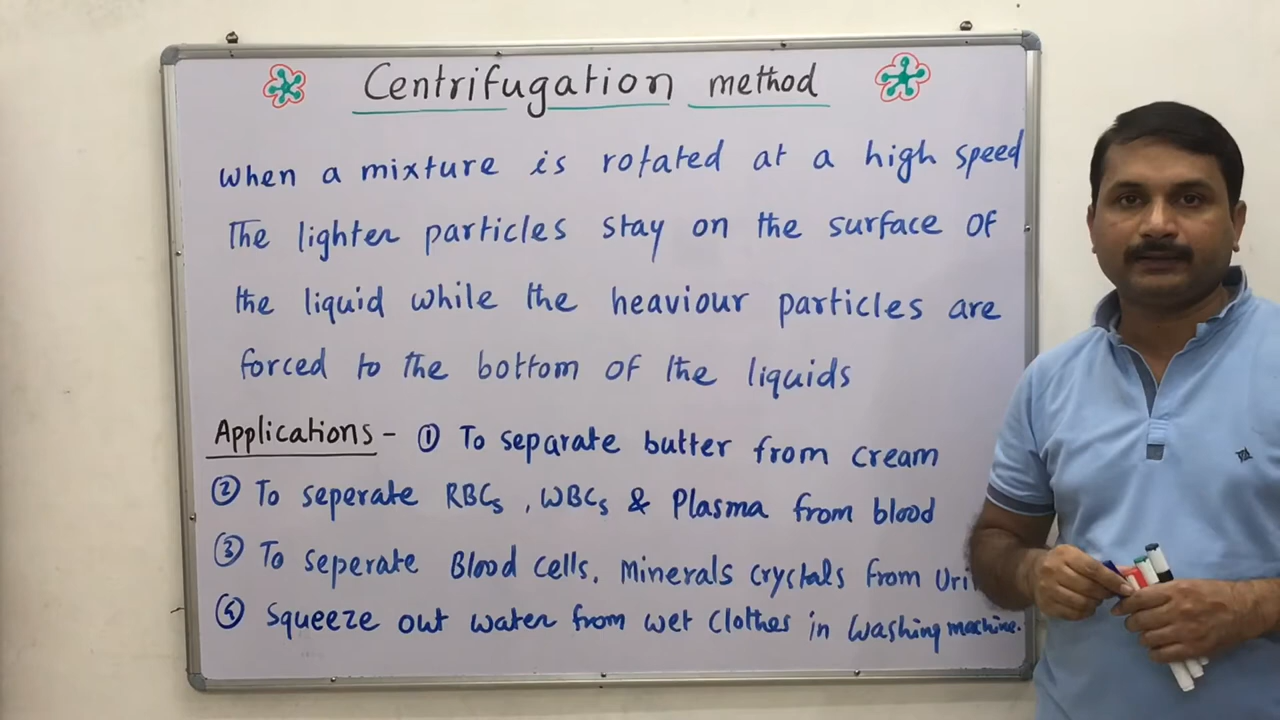 Centrifugation method
when a mixture is rotated at a high speed
The lighter particles stay on the surface of
the liquid while the heaviour particles are
forced to the bottom of the liquids
Applications - ① To separate butter from cream
② To seperate RBCs , WBCs & Plasma from blood
③ To seperate Blood cells, Minerals crystals from Uri
④ Squeeze out water from wet clothes in washing machine.